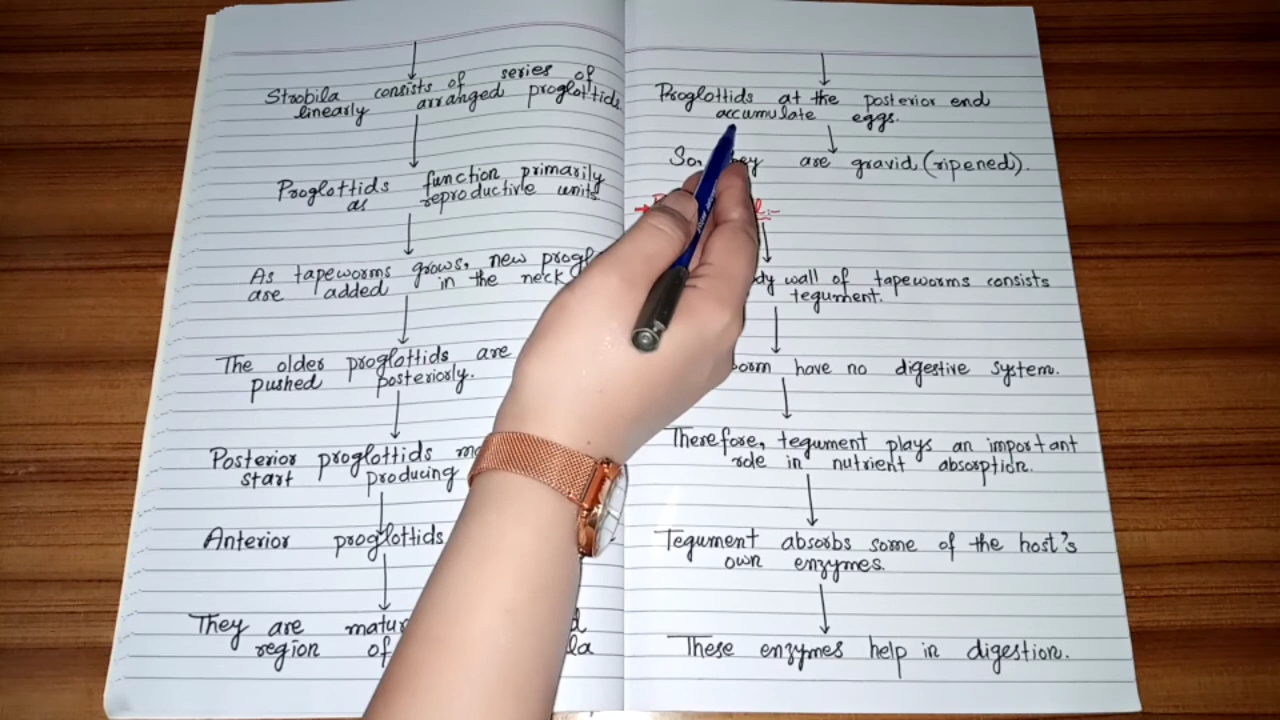 Strobila consists of series of
linearly arranged proglottids
Proglottids function primarily
as reproductive units.
As tapeworms grows, new
are added in the neck
The older proglottids are
pushed posteriorly.
Posterior proglottids
start producing
Anterior proglottids
They are
region of
Proglottids at the posterior end
accumulate eggs.
are gravid (ripened).
wall of tapeworms consists
tegument.
have no digestive system.
Therefore, tegument plays an important
role in nutrient absorption.
Tegument absorbs some of the host's
own enzymes.
These enzymes help in digestion.